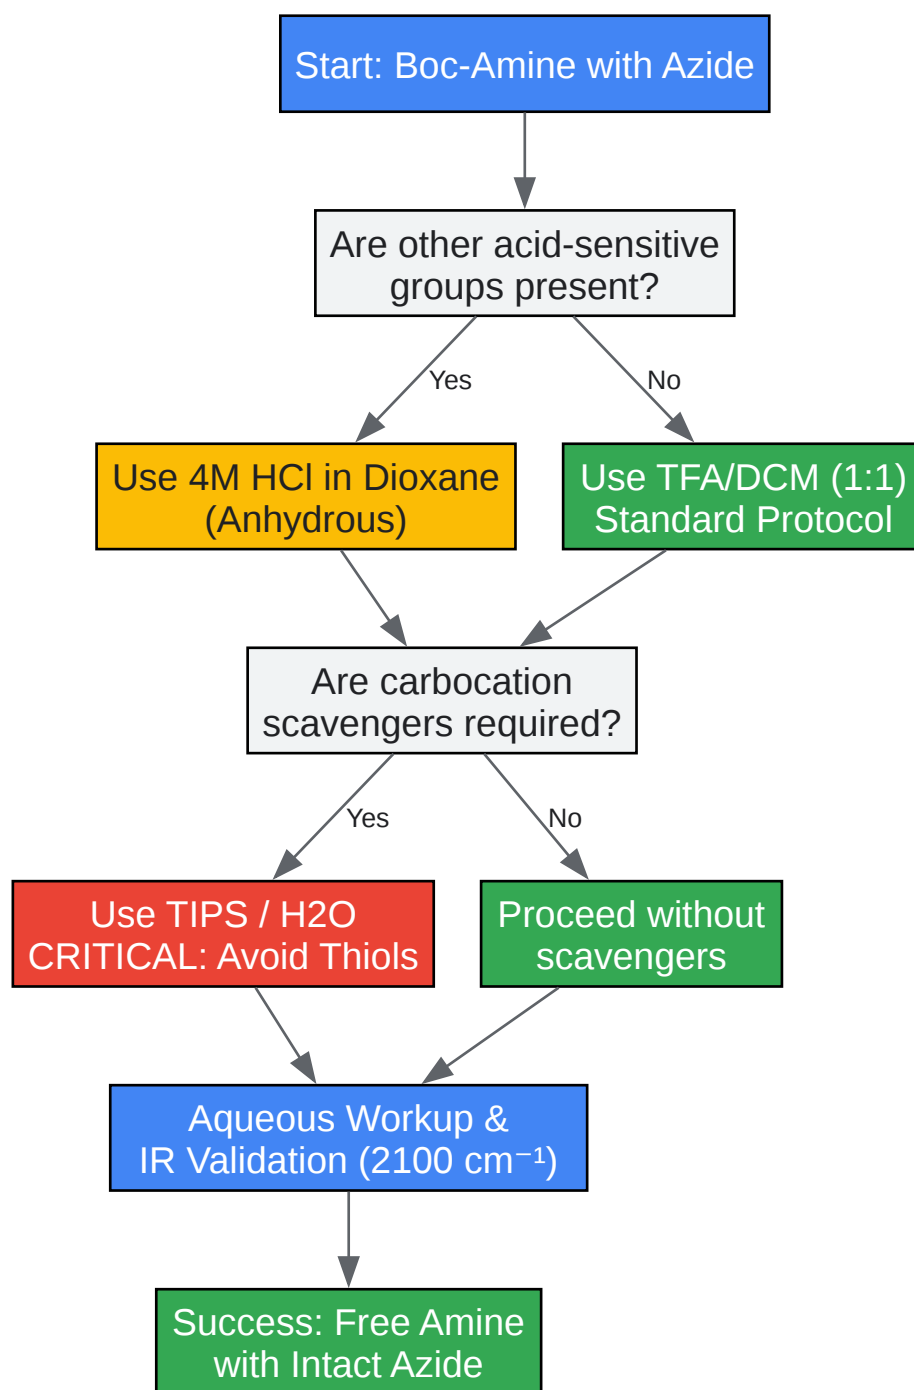 Start: Boc-Amine with Azide
Are other acid-sensitive
groups present?
Yes
No
Use 4M HCl in Dioxane
(Anhydrous)
Use TFA/DCM (1:1)
Standard Protocol
Are carbocation
scavengers required?
Yes
No
Use TIPS / H2O
CRITICAL: Avoid Thiols
Proceed without
scavengers
Aqueous Workup &
IR Validation (2100 cm⁻¹)
Success: Free Amine
with Intact Azide